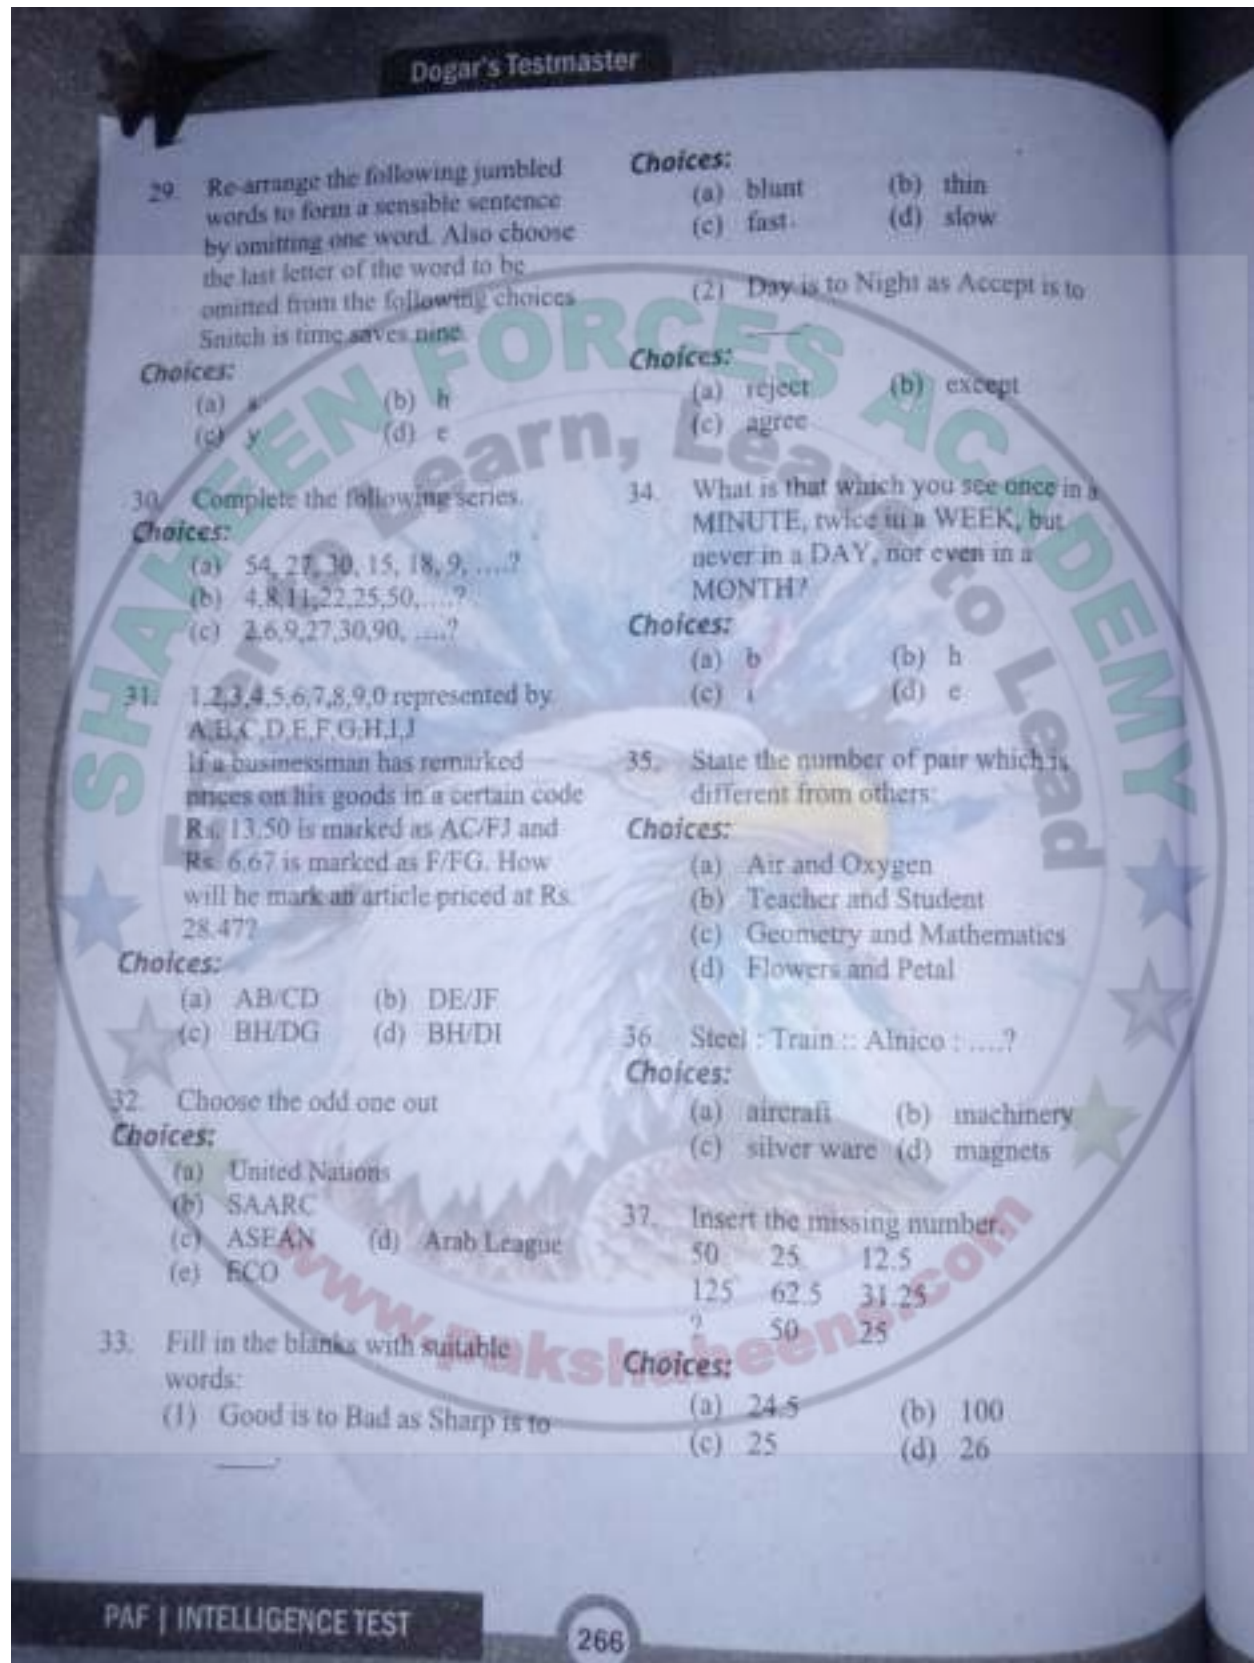 Dogar's Testmaster
29. Re-arrange the following jumbled
words to form a sensible sentence
by omitting one word. Also choose
the last letter of the word to be
omitted from the following choices
Snitch is time saves nine.
Choices:
(a) s (b) h
(c) y (d) e
30. Complete the following series.
Choices:
(a) 54, 27, 30, 15, 18, 9, ....?
(b) 4,8,11,22,25,50,....?
(c) 2,6,9,27,30,90, ....?
31. 1,2,3,4,5,6,7,8,9,0 represented by
A,B,C,D,E,F,G,H,I,J
If a businessman has remarked
prices on his goods in a certain code
Rs. 13.50 is marked as AC/FJ and
Rs. 6.67 is marked as F/FG. How
will he mark an article priced at Rs.
28.47?
Choices:
(a) AB/CD (b) DE/JF
(c) BH/DG (d) BH/DI
32. Choose the odd one out
Choices:
(a) United Nations
(b) SAARC
(c) ASEAN (d) Arab League
(e) ECO
33. Fill in the blanks with suitable
words:
(1) Good is to Bad as Sharp is to
_____.
Choices:
(a) blunt (b) thin
(c) fast (d) slow
(2) Day is to Night as Accept is to
_____.
Choices:
(a) reject (b) except
(c) agree
34. What is that which you see once in a
MINUTE, twice in a WEEK, but
never in a DAY, nor even in a
MONTH?
Choices:
(a) b (b) h
(c) i (d) e
35. State the number of pair which is
different from others:
Choices:
(a) Air and Oxygen
(b) Teacher and Student
(c) Geometry and Mathematics
(d) Flowers and Petal
36. Steel : Train :: Alnico : ....?
Choices:
(a) aircraft (b) machinery
(c) silver ware (d) magnets
37. Insert the missing number.
50 25 12.5
125 62.5 31.25
? 50 25
Choices:
(a) 24.5 (b) 100
(c) 25 (d) 26
PAF | INTELLIGENCE TEST
266
SHAHEEN FORCES ACADEMY
Learn, Learn to Lead
www.pakshaheens.com